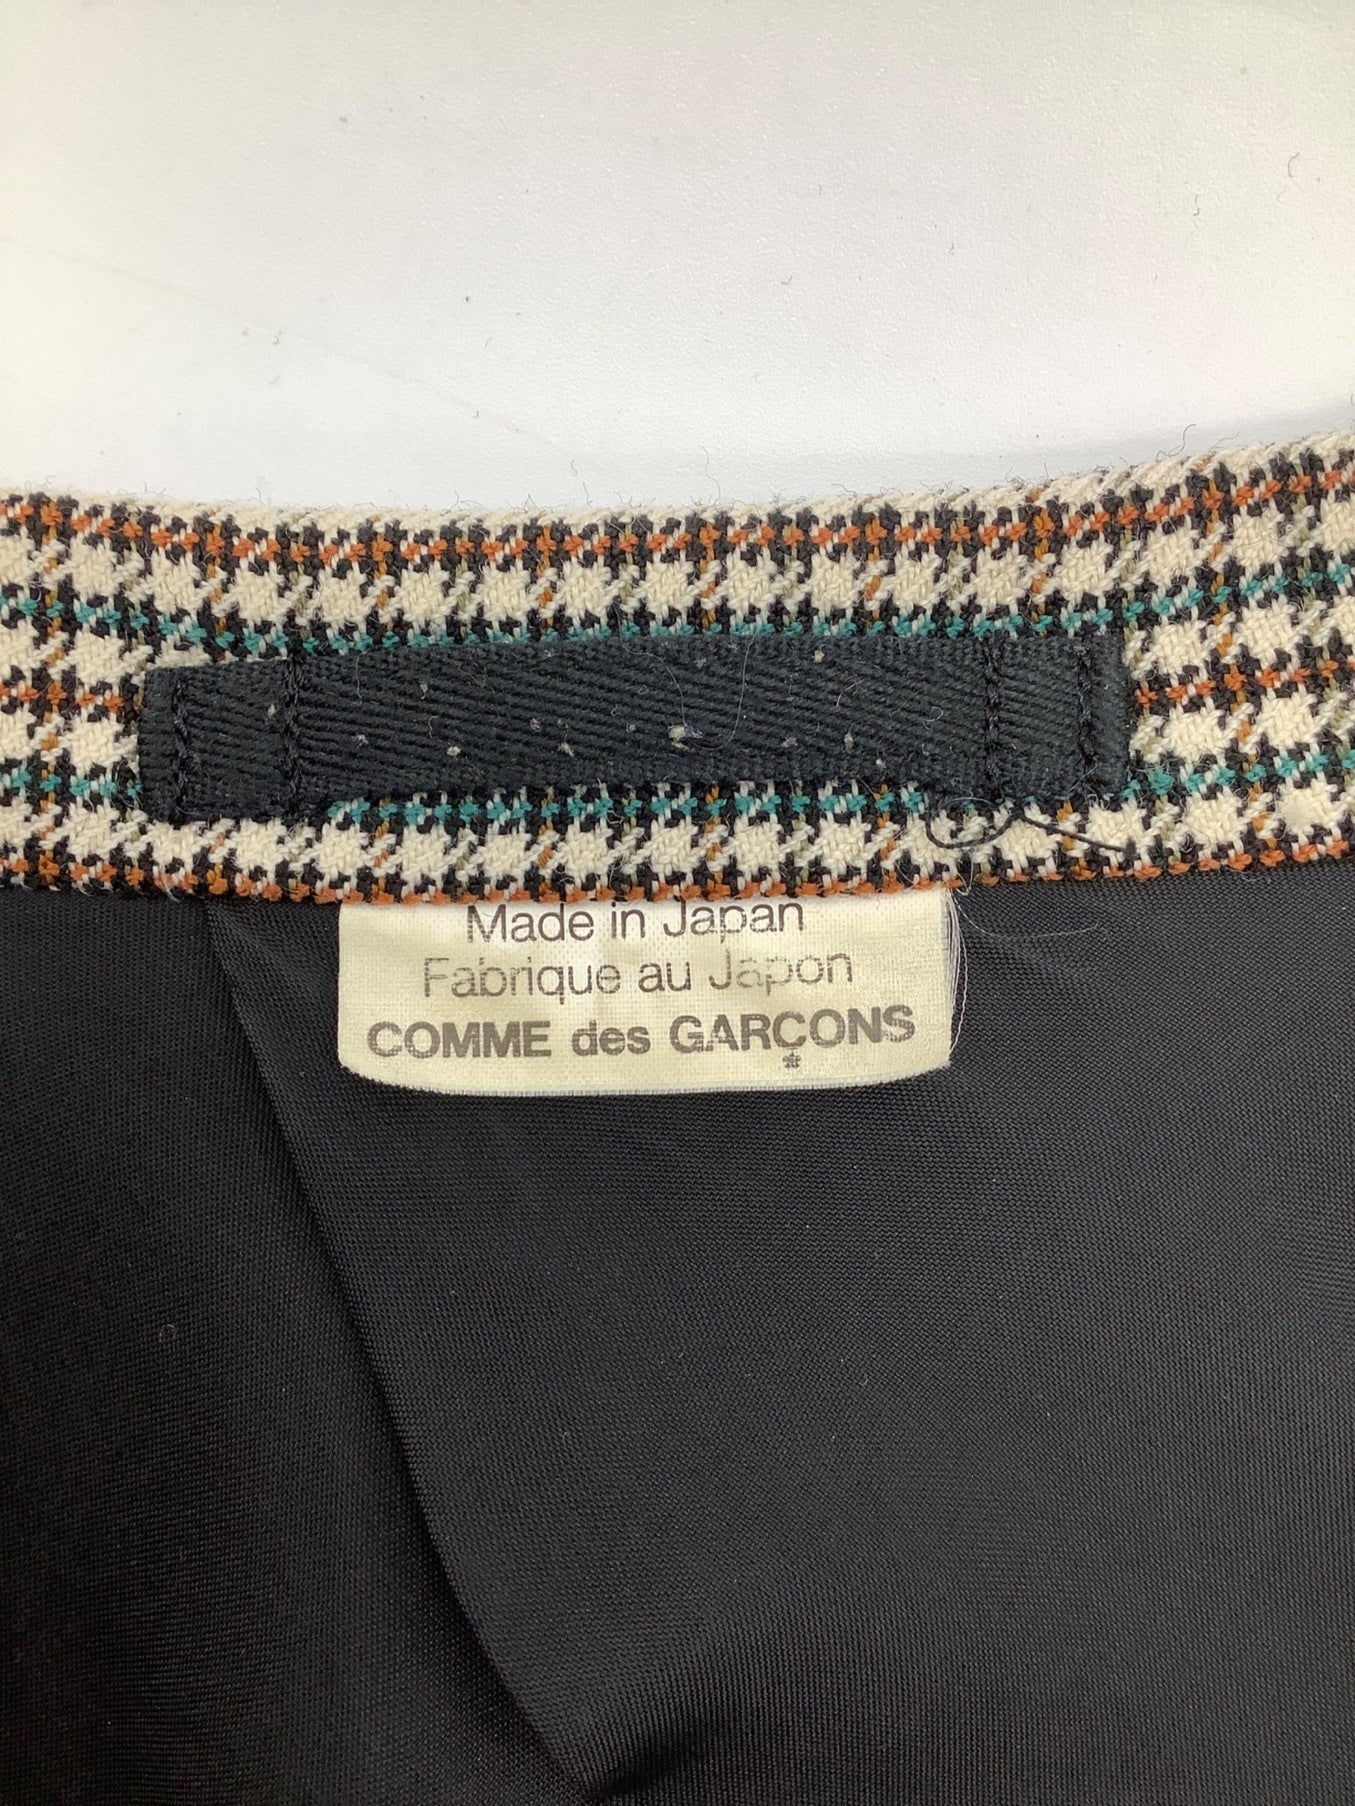 Made in Japan
Fabrique au Japon
COMME des GARÇONS
*